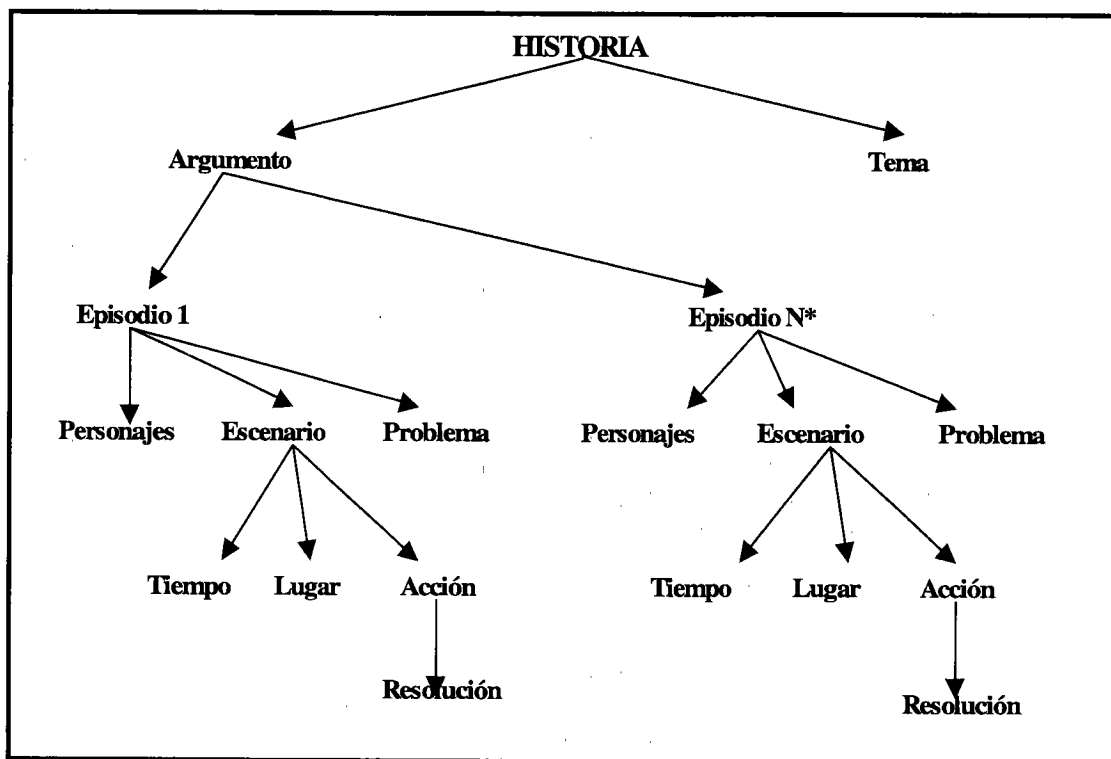 HISTORIA
Argumento Tema
Episodio 1 Episodio N*
Personajes Escenario Problema Personajes Escenario Problema
Tiempo Lugar Acción Tiempo Lugar Acción
Resolución Resolución